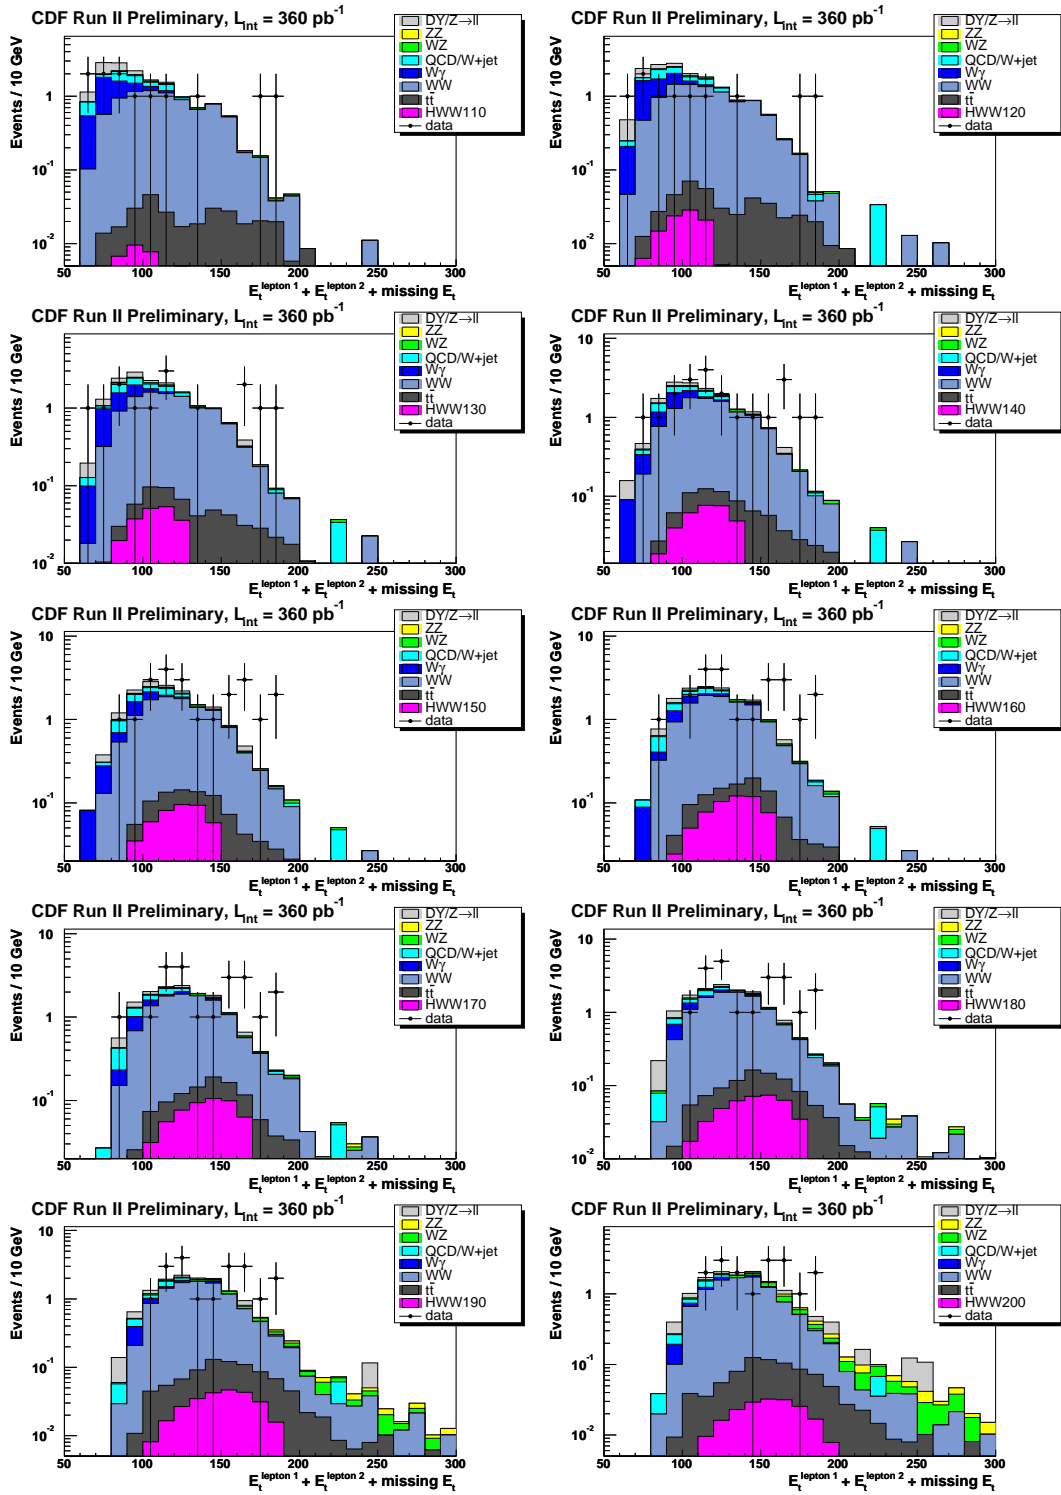 CDF Run II Preliminary, L_int = 360 pb^-1
Events / 10 GeV
1
10^-1
10^-2
DY/Z→ll
ZZ
WZ
QCD/W+jet
Wγ
WW
tt̄
HWW110
data
50 100 150 200 250 300
E_t^lepton 1 + E_t^lepton 2 + missing E_t
CDF Run II Preliminary, L_int = 360 pb^-1
Events / 10 GeV
1
10^-1
10^-2
DY/Z→ll
ZZ
WZ
QCD/W+jet
Wγ
WW
tt̄
HWW120
data
50 100 150 200 250 300
E_t^lepton 1 + E_t^lepton 2 + missing E_t
CDF Run II Preliminary, L_int = 360 pb^-1
Events / 10 GeV
10
1
10^-1
10^-2
DY/Z→ll
ZZ
WZ
QCD/W+jet
Wγ
WW
tt̄
HWW130
data
50 100 150 200 250 300
E_t^lepton 1 + E_t^lepton 2 + missing E_t
CDF Run II Preliminary, L_int = 360 pb^-1
Events / 10 GeV
10
1
10^-1
DY/Z→ll
ZZ
WZ
QCD/W+jet
Wγ
WW
tt̄
HWW140
data
50 100 150 200 250 300
E_t^lepton 1 + E_t^lepton 2 + missing E_t
CDF Run II Preliminary, L_int = 360 pb^-1
Events / 10 GeV
10
1
10^-1
DY/Z→ll
ZZ
WZ
QCD/W+jet
Wγ
WW
tt̄
HWW150
data
50 100 150 200 250 300
E_t^lepton 1 + E_t^lepton 2 + missing E_t
CDF Run II Preliminary, L_int = 360 pb^-1
Events / 10 GeV
10
1
10^-1
DY/Z→ll
ZZ
WZ
QCD/W+jet
Wγ
WW
tt̄
HWW160
data
50 100 150 200 250 300
E_t^lepton 1 + E_t^lepton 2 + missing E_t
CDF Run II Preliminary, L_int = 360 pb^-1
Events / 10 GeV
10
1
10^-1
DY/Z→ll
ZZ
WZ
QCD/W+jet
Wγ
WW
tt̄
HWW170
data
50 100 150 200 250 300
E_t^lepton 1 + E_t^lepton 2 + missing E_t
CDF Run II Preliminary, L_int = 360 pb^-1
Events / 10 GeV
10
1
10^-1
10^-2
DY/Z→ll
ZZ
WZ
QCD/W+jet
Wγ
WW
tt̄
HWW180
data
50 100 150 200 250 300
E_t^lepton 1 + E_t^lepton 2 + missing E_t
CDF Run II Preliminary, L_int = 360 pb^-1
Events / 10 GeV
10
1
10^-1
10^-2
DY/Z→ll
ZZ
WZ
QCD/W+jet
Wγ
WW
tt̄
HWW190
data
50 100 150 200 250 300
E_t^lepton 1 + E_t^lepton 2 + missing E_t
CDF Run II Preliminary, L_int = 360 pb^-1
Events / 10 GeV
10
1
10^-1
10^-2
DY/Z→ll
ZZ
WZ
QCD/W+jet
Wγ
WW
tt̄
HWW200
data
50 100 150 200 250 300
E_t^lepton 1 + E_t^lepton 2 + missing E_t